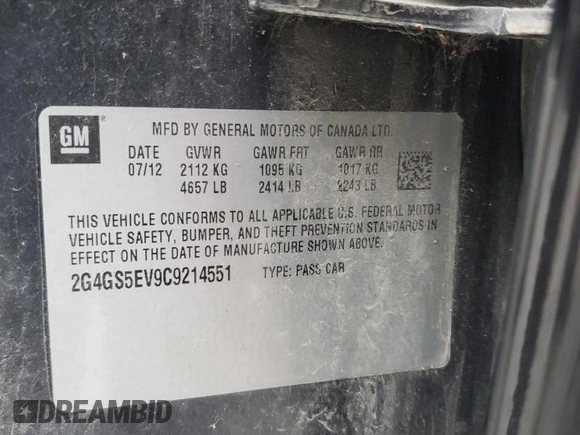 GM
MFD BY GENERAL MOTORS OF CANADA LTD.
DATE GVWR GAWR FRT GAWR RR
07/12 2112 KG 1095 KG 1017 KG
4657 LB 2414 LB 2243 LB
THIS VEHICLE CONFORMS TO ALL APPLICABLE U.S. FEDERAL MOTOR
VEHICLE SAFETY, BUMPER, AND THEFT PREVENTION STANDARDS IN
EFFECT ON THE DATE OF MANUFACTURE SHOWN ABOVE.
2G4GS5EV9C9214551 TYPE: PASS CAR
DREAMBID